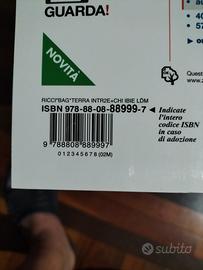 GUARDA!
NOVITÀ
RICCI*BAG*TERRA INTR2E+CHI IBIE LDM
ISBN 978-88-08-88999-7
Indicate
l'intero
codice ISBN
in caso
di adozione
9 788808 889997
012345678 (02M)
subito